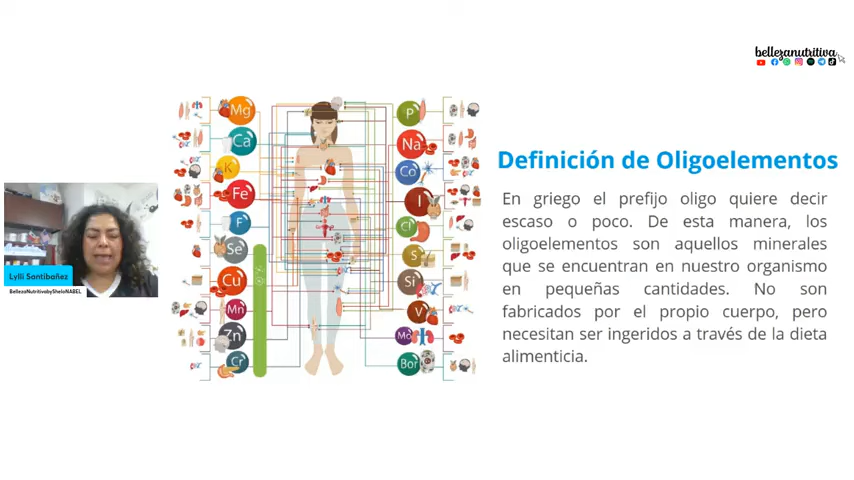 bellezanutritiva
Mg
Ca
K
Fe
F
Se
Cu
Mn
Zn
Cr
P
Na
Co
I
Cl
S
Si
V
Mo
Bor
Definición de Oligoelementos
En griego el prefijo oligo quiere decir
escaso o poco. De esta manera, los
oligoelementos son aquellos minerales
que se encuentran en nuestro organismo
en pequeñas cantidades. No son
fabricados por el propio cuerpo, pero
necesitan ser ingeridos a través de la dieta
alimenticia.
Lylli Santibañez
BellezaNutritivabySheloNABEL